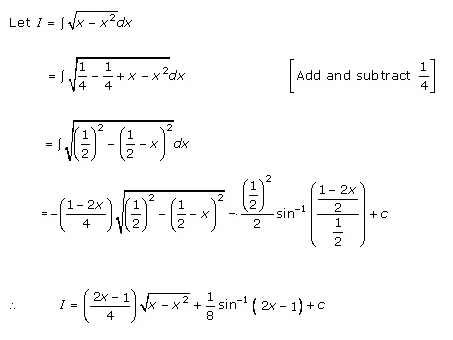 Let I = ∫√(x − x²)dx
= ∫√(1/4 − 1/4 + x − x²)dx [Add and subtract 1/4]
= ∫√((1/2)² − (1/2 − x)²)dx
= −((1 − 2x)/4)√((1/2)² − (1/2 − x)²) − ((1/2)²/2) sin⁻¹(((1 − 2x)/2)/(1/2)) + c
∴ I = ((2x − 1)/4)√(x − x²) + 1/8 sin⁻¹(2x − 1) + c